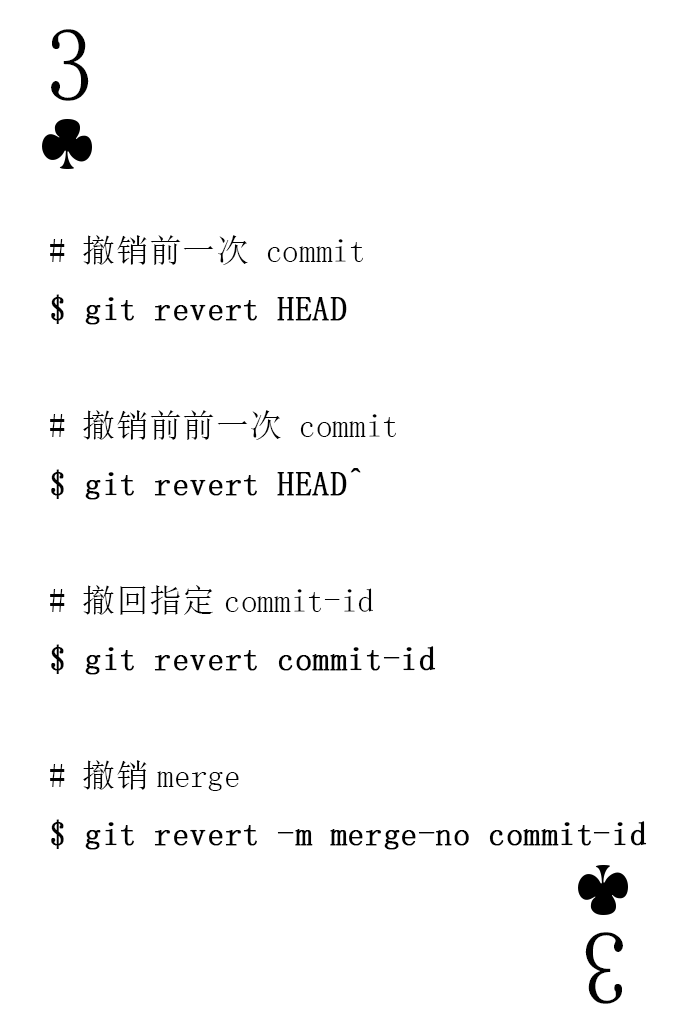 3
# 撤销前一次 commit
$ git revert HEAD
# 撤销前前一次 commit
$ git revert HEAD^
# 撤回指定 commit-id
$ git revert commit-id
# 撤销 merge
$ git revert -m merge-no commit-id
3